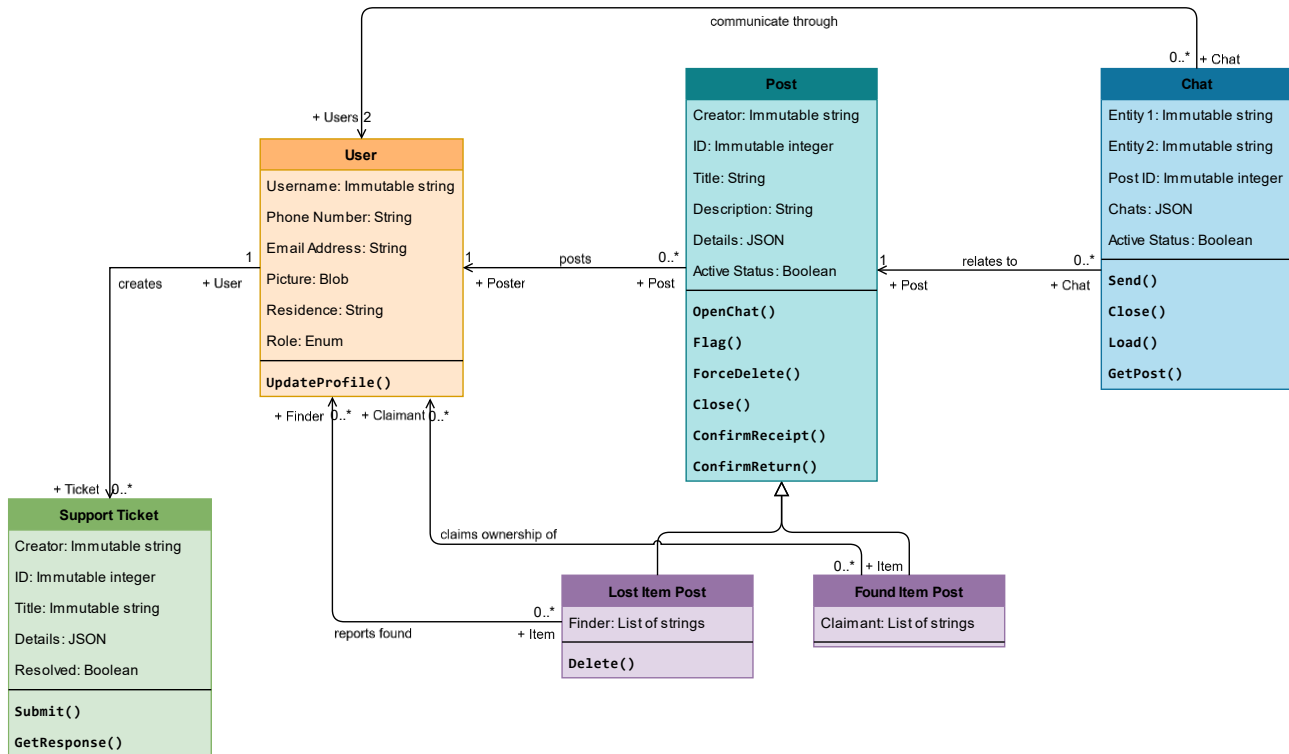 communicate through
0..* + Chat
+ Users 2
User
Username: Immutable string
Phone Number: String
Email Address: String
Picture: Blob
Residence: String
Role: Enum
UpdateProfile()
Post
Creator: Immutable string
ID: Immutable integer
Title: String
Description: String
Details: JSON
Active Status: Boolean
OpenChat()
Flag()
ForceDelete()
Close()
ConfirmReceipt()
ConfirmReturn()
Chat
Entity 1: Immutable string
Entity 2: Immutable string
Post ID: Immutable integer
Chats: JSON
Active Status: Boolean
Send()
Close()
Load()
GetPost()
1
creates
+ User
1
posts
0..*
+ Poster
+ Post
1
relates to
0..*
+ Post
+ Chat
+ Finder 0..*
+ Claimant 0..*
+ Ticket 0..*
Support Ticket
Creator: Immutable string
ID: Immutable integer
Title: Immutable string
Details: JSON
Resolved: Boolean
Submit()
GetResponse()
claims ownership of
0..* + Item
reports found
0..*
+ Item
Lost Item Post
Finder: List of strings
Delete()
Found Item Post
Claimant: List of strings